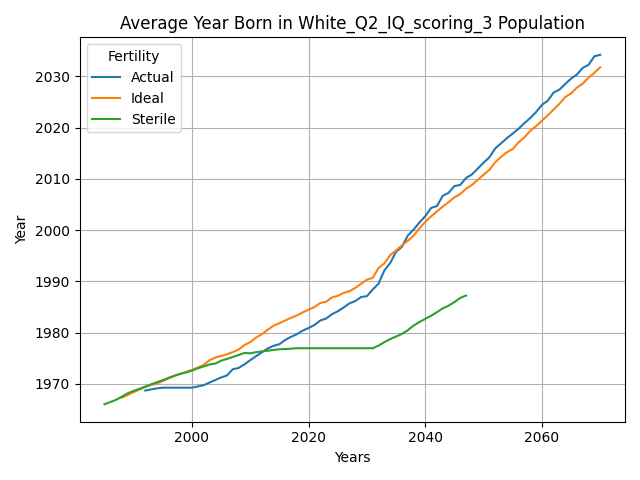 Average Year Born in White_Q2_IQ_scoring_3 Population
Fertility
Actual
Ideal
Sterile
Year
2030
2020
2010
2000
1990
1980
1970
2000
2020
2040
2060
Years